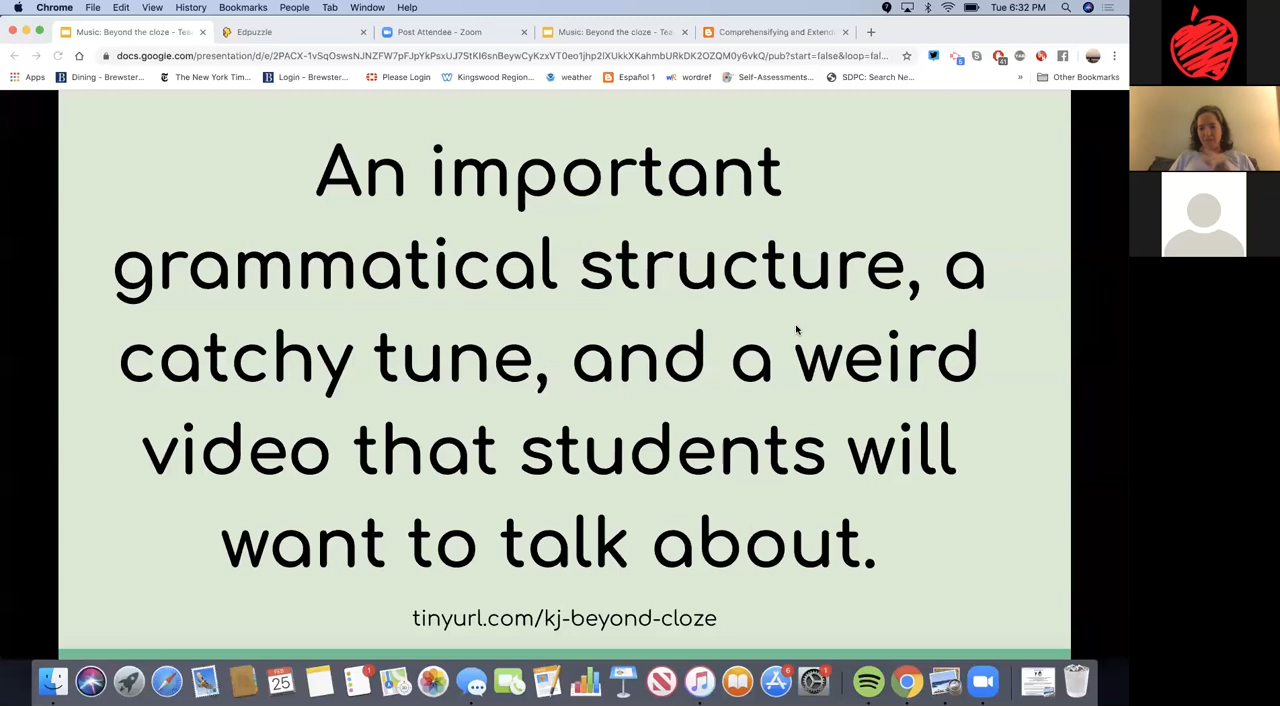 Chrome File Edit View History Bookmarks People Tab Window Help Tue 6:32 PM
Music: Beyond the cloze - Tea Edpuzzle Post Attendee - Zoom Music: Beyond the cloze - Tea Comprehensifying and Extend
Apps Dining - Brewster... The New York Tim... Login - Brewster... Please Login Kingswood Region... weather Español 1 wordref Self-Assessments... SDPC: Search Ne... » Other Bookmarks
An important
grammatical structure, a
catchy tune, and a weird
video that students will
want to talk about.
tinyurl.com/kj-beyond-cloze
FEB
25